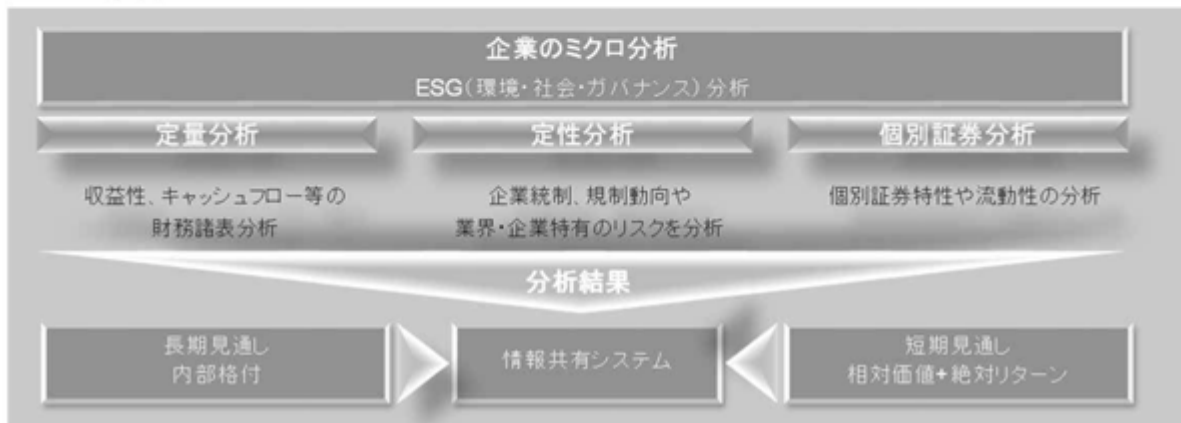 企業のミクロ分析
ESG(環境・社会・ガバナンス)分析
定量分析
収益性、キャッシュフロー等の
財務諸表分析
定性分析
企業統制、規制動向や
業界・企業特有のリスクを分析
個別証券分析
個別証券特性や流動性の分析
分析結果
長期見通し
内部格付
情報共有システム
短期見通し
相対価値+絶対リターン